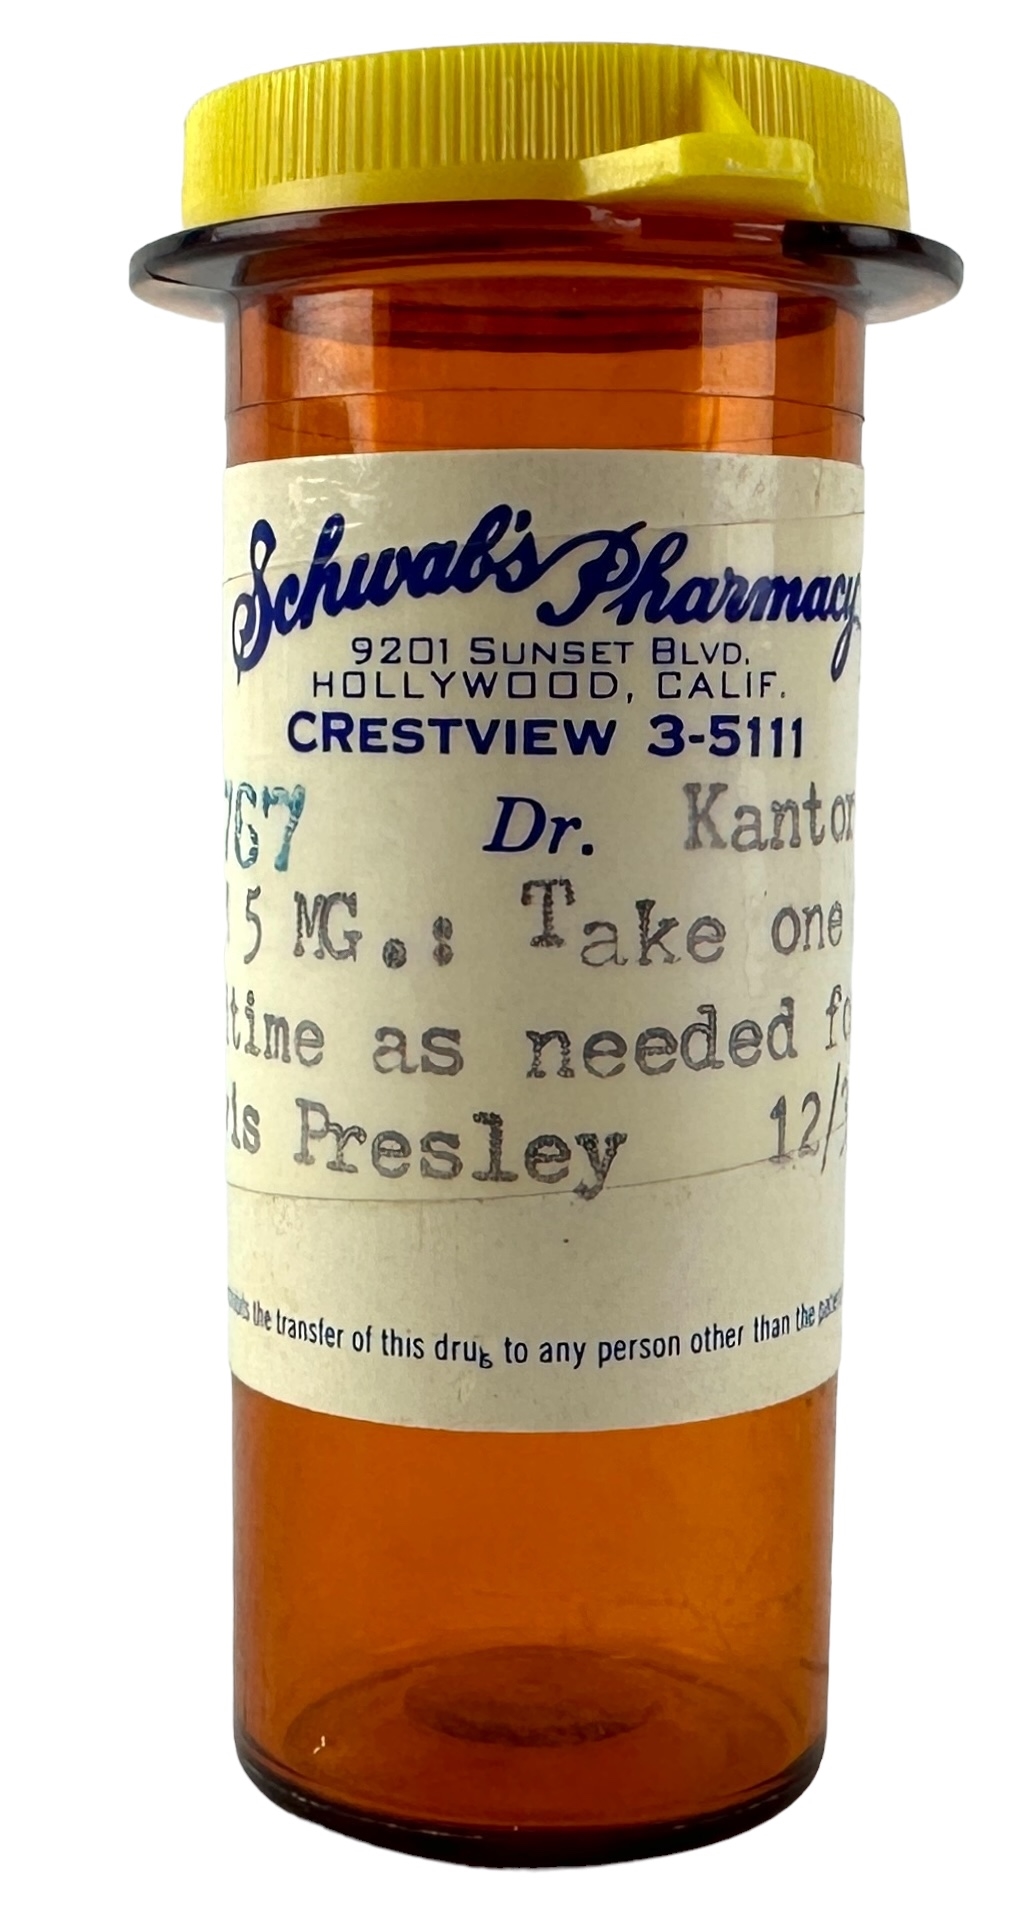 Schwab's Pharmacy
9201 SUNSET BLVD.
HOLLYWOOD, CALIF.
CRESTVIEW 3-5111
767 Dr. Kantor
5 MG.: Take one
time as needed
Presley 12/
the transfer of this drug to any person other than the